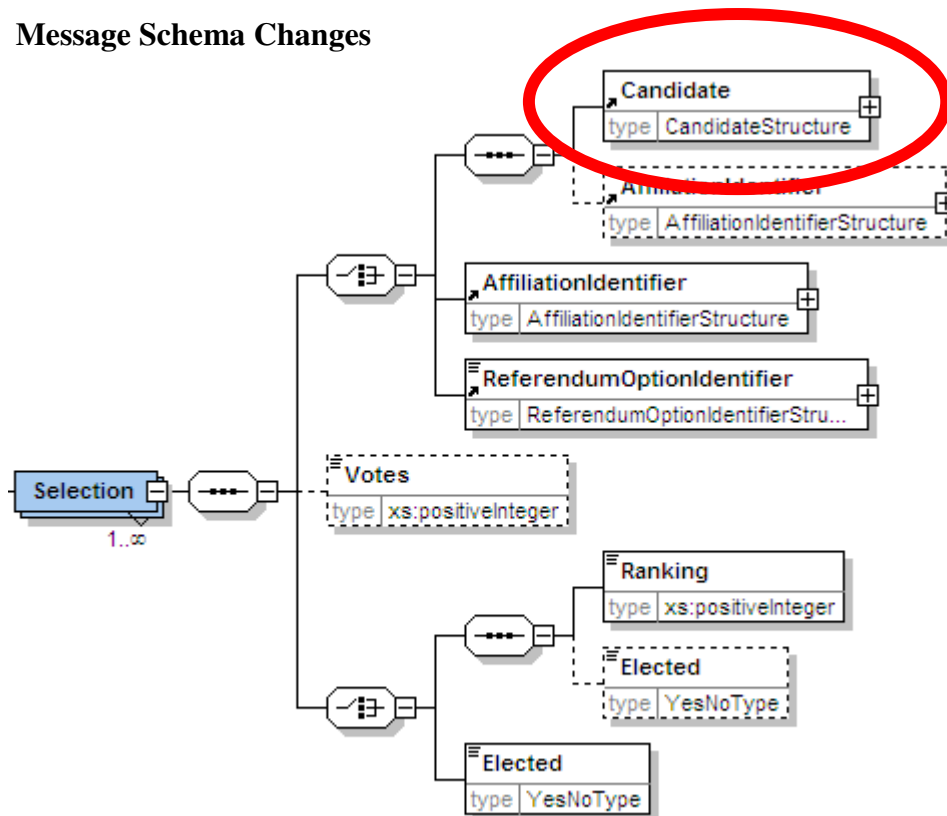 Message Schema Changes
Candidate
type CandidateStructure
AffiliationIdentifier
type AffiliationIdentifierStructure
AffiliationIdentifier
type AffiliationIdentifierStructure
ReferendumOptionIdentifier
type ReferendumOptionIdentifierStru...
Votes
type xs:positiveInteger
Selection
1..∞
Ranking
type xs:positiveInteger
Elected
type YesNoType
Elected
type YesNoType